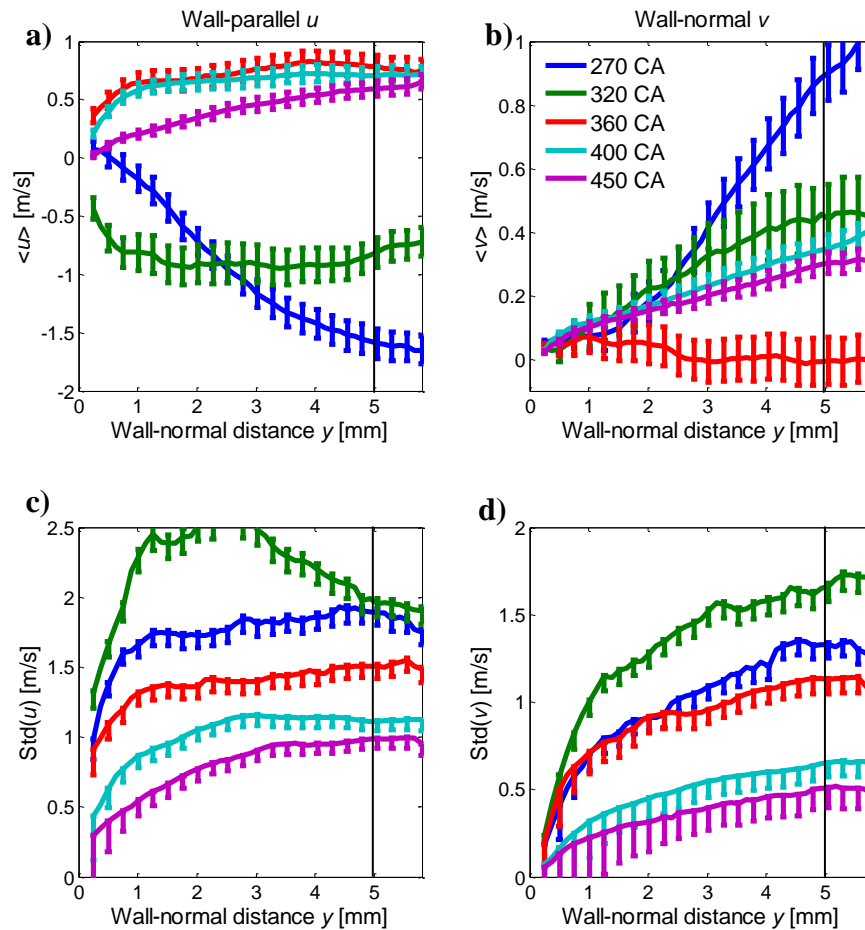 Wall-parallel u
Wall-normal v
a)
1
0.5
0
-0.5
-1
-1.5
-2
<u> [m/s]
0 1 2 3 4 5
Wall-normal distance y [mm]
b)
1
0.8
0.6
0.4
0.2
0
<v> [m/s]
270 CA
320 CA
360 CA
400 CA
450 CA
0 1 2 3 4 5
Wall-normal distance y [mm]
c)
2.5
2
1.5
1
0.5
0
Std(u) [m/s]
0 1 2 3 4 5
Wall-normal distance y [mm]
d)
2
1.5
1
0.5
0
Std(v) [m/s]
0 1 2 3 4 5
Wall-normal distance y [mm]